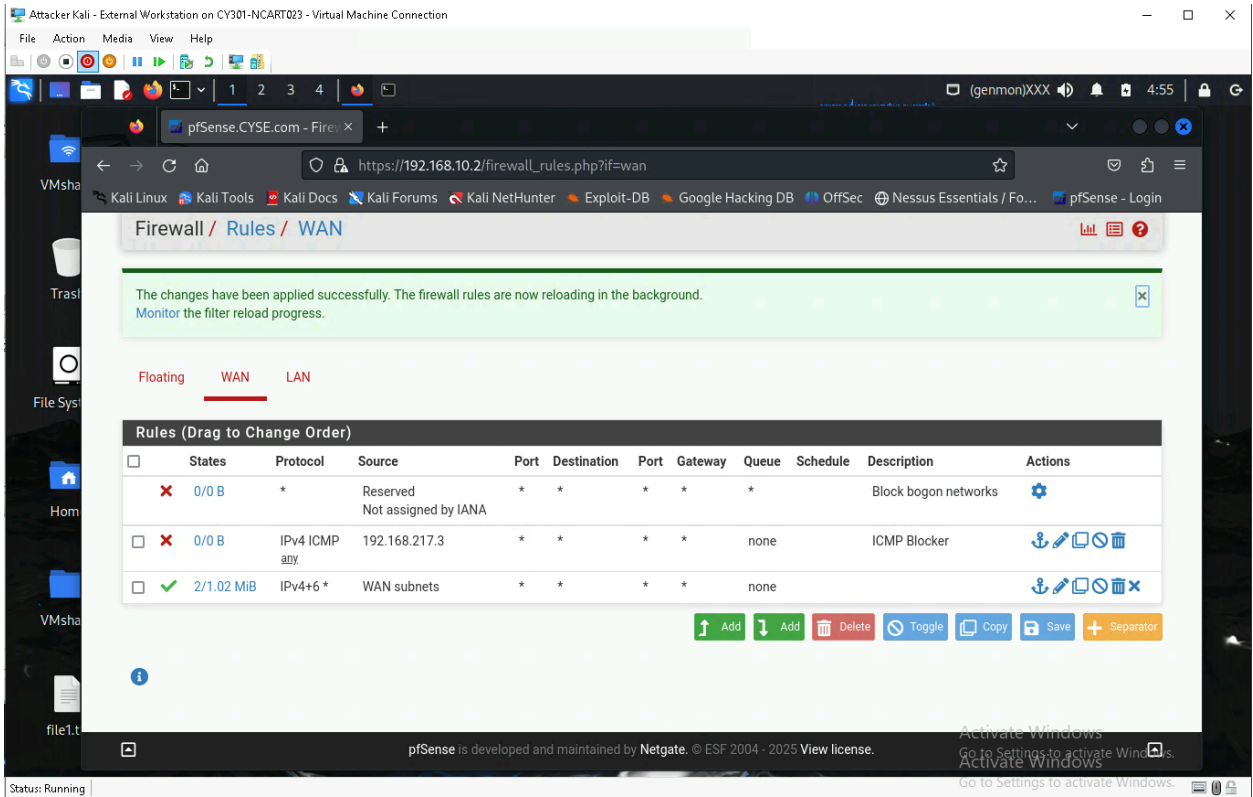 Attacker Kali - External Workstation on CY301-NCART023 - Virtual Machine Connection
File Action Media View Help
1 2 3 4 (genmon)XXX 4:55
pfSense.CYSE.com - Firew
https://192.168.10.2/firewall_rules.php?if=wan
Kali Linux Kali Tools Kali Docs Kali Forums Kali NetHunter Exploit-DB Google Hacking DB OffSec Nessus Essentials / Fo... pfSense - Login
VMsha
Trash
File Syst
Hom
VMsha
file1.t
Firewall / Rules / WAN
The changes have been applied successfully. The firewall rules are now reloading in the background.
Monitor the filter reload progress.
Floating WAN LAN
Rules (Drag to Change Order)
States Protocol Source Port Destination Port Gateway Queue Schedule Description Actions
0/0 B * Reserved * * * * * Block bogon networks
Not assigned by IANA
0/0 B IPv4 ICMP 192.168.217.3 * * * * none ICMP Blocker
any
2/1.02 MiB IPv4+6 * WAN subnets * * * * none
Add Add Delete Toggle Copy Save Separator
pfSense is developed and maintained by Netgate. © ESF 2004 - 2025 View license.
Activate Windows
Go to Settings to activate Windows.
Activate Windows
Go to Settings to activate Windows.
Status: Running